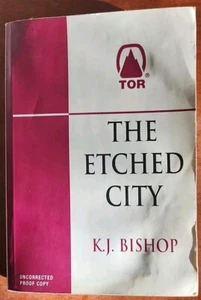 TOR®
THE
ETCHED
CITY
K.J. BISHOP
UNCORRECTED
PROOF COPY